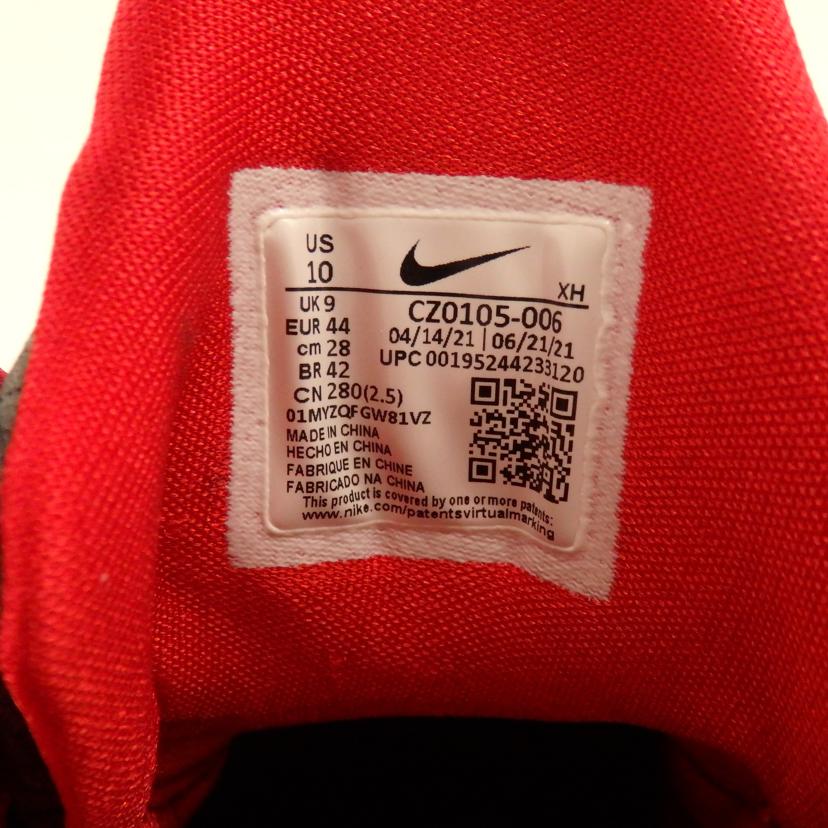 US
10
XH
UK 9
CZ0105-006
EUR 44
04/14/21 | 06/21/21
cm 28
UPC 00195244233120
BR 42
CN 280(2.5)
01MYZQFGW81VZ
MADE IN CHINA
HECHO EN CHINA
FABRIQUE EN CHINE
FABRICADO NA CHINA
This product is covered by one or more patents:
www.nike.com/patentsvirtualmarking